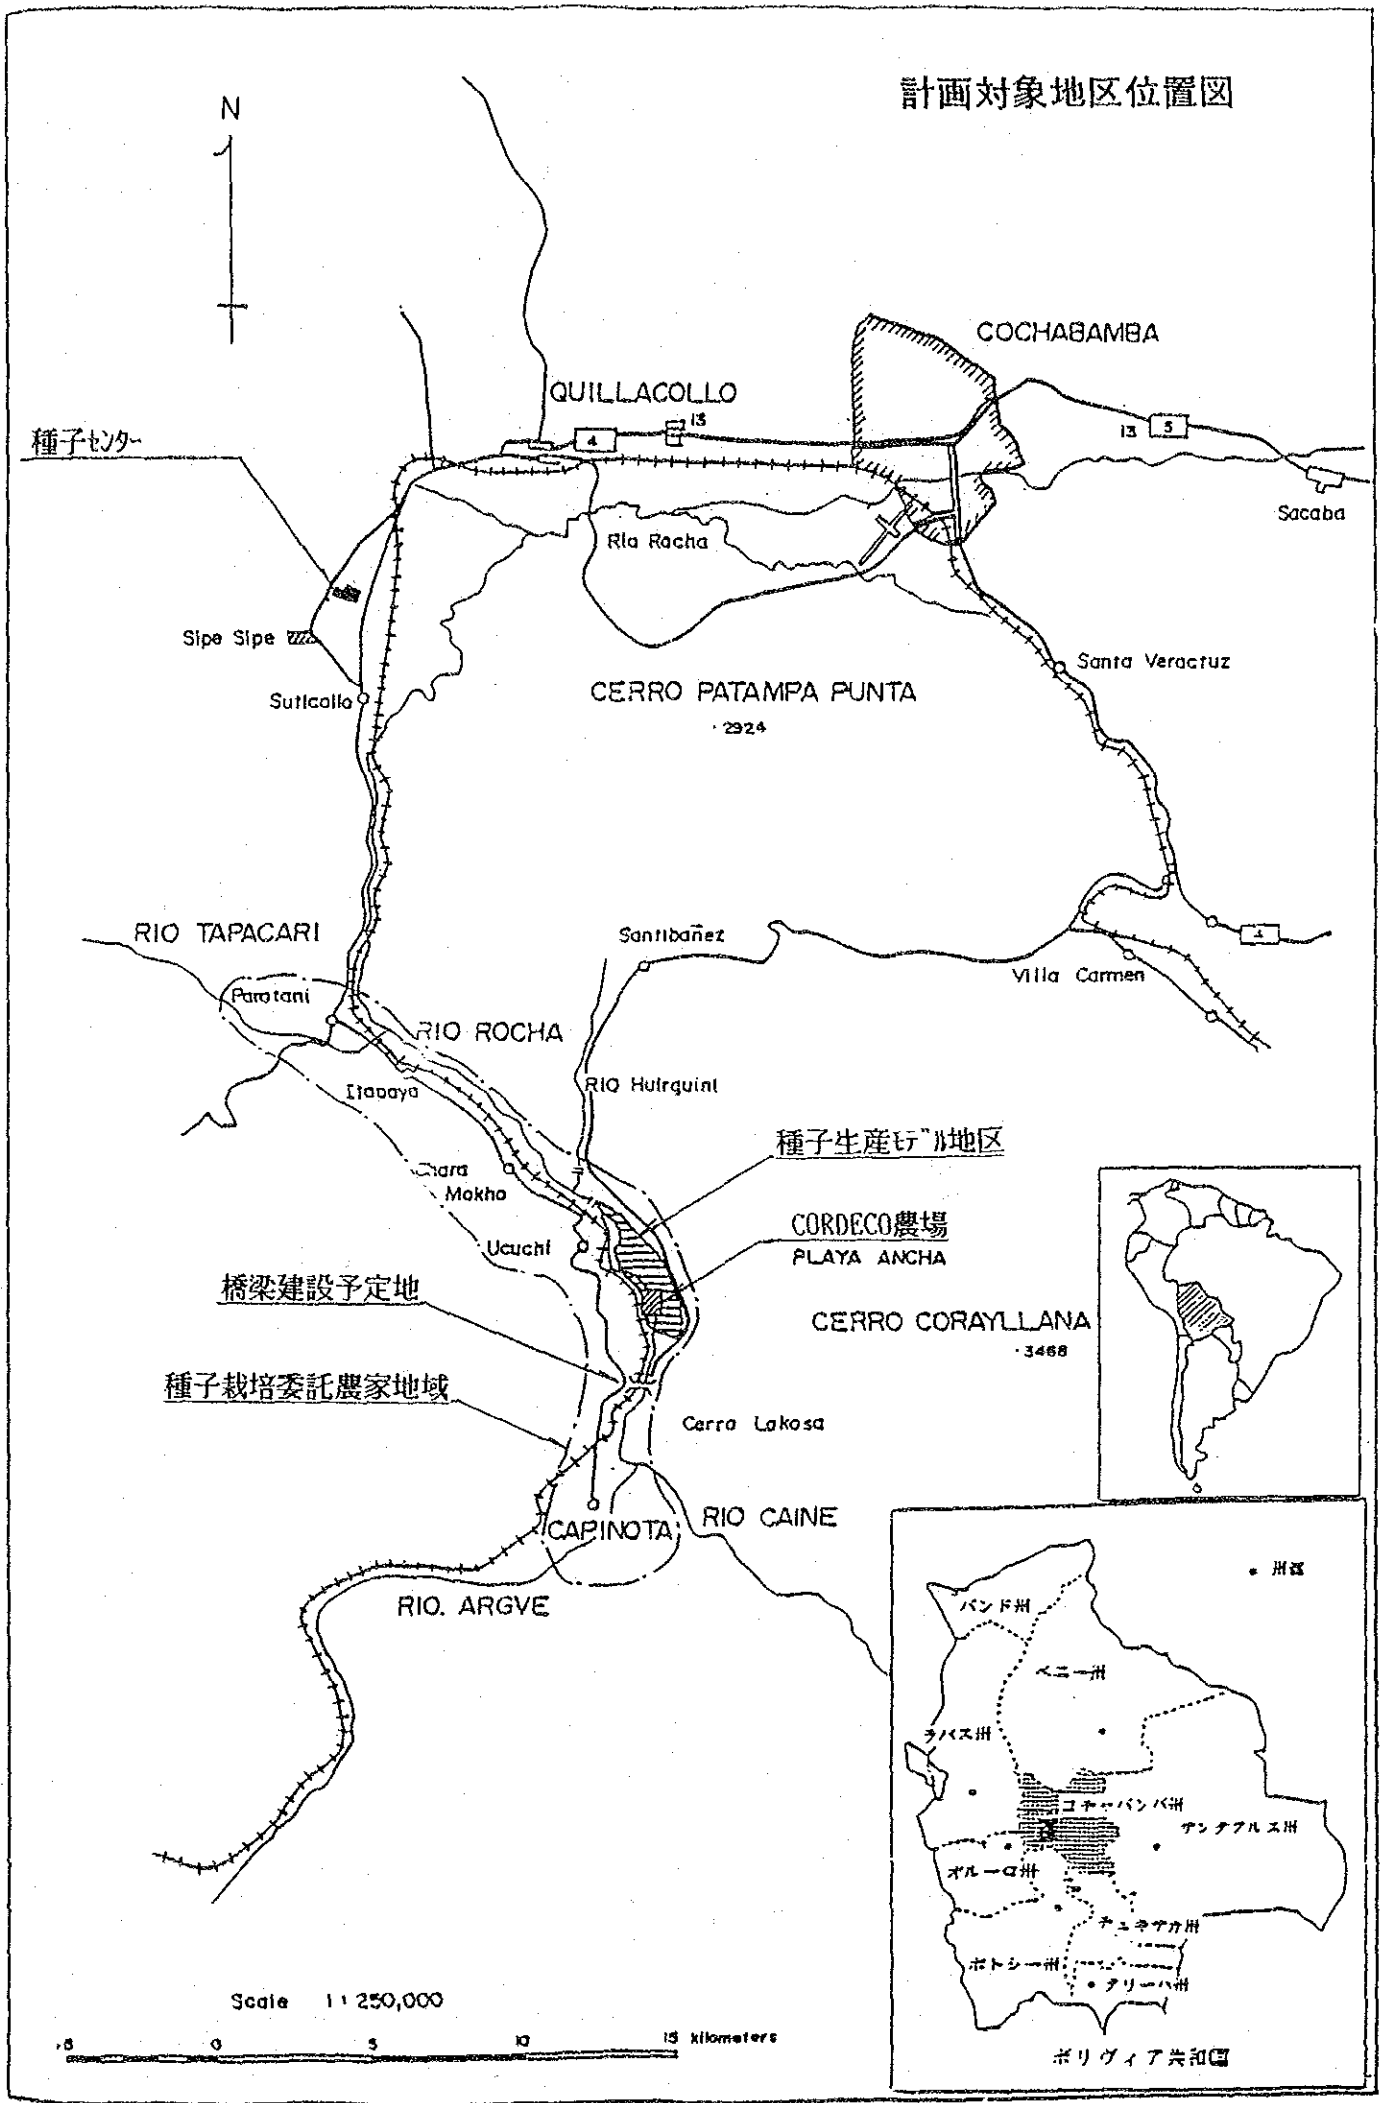 計画対象地区位置図
N
COCHABAMBA
QUILLACOLLO
13
4
13
5
種子センター
Sacaba
Rio Racha
Sipe Sipe
Santa Veractuz
Suticollo
CERRO PATAMPA PUNTA
・2924
RIO TAPACARI
Santibañez
4
Villa Carmen
Parotani
RIO ROCHA
Itapaya
RIO Huirquini
種子生産モデル地区
Chara
Mokho
CORDECO農場
PLAYA ANCHA
Ucuchi
橋梁建設予定地
CERRO CORAYLLANA
・3468
種子栽培委託農家地域
Cerra Lakosa
CAPINOTA
RIO CAINE
RIO. ARGVE
・州都
パンド州
ベニー州
ラパス州
コチャバンバ州
サンタクルス州
オルーロ州
チュキサカ州
ポトシー州
タリーハ州
ボリヴィア共和国
Scale 1:250,000
5 0 5 10 15 kilometers